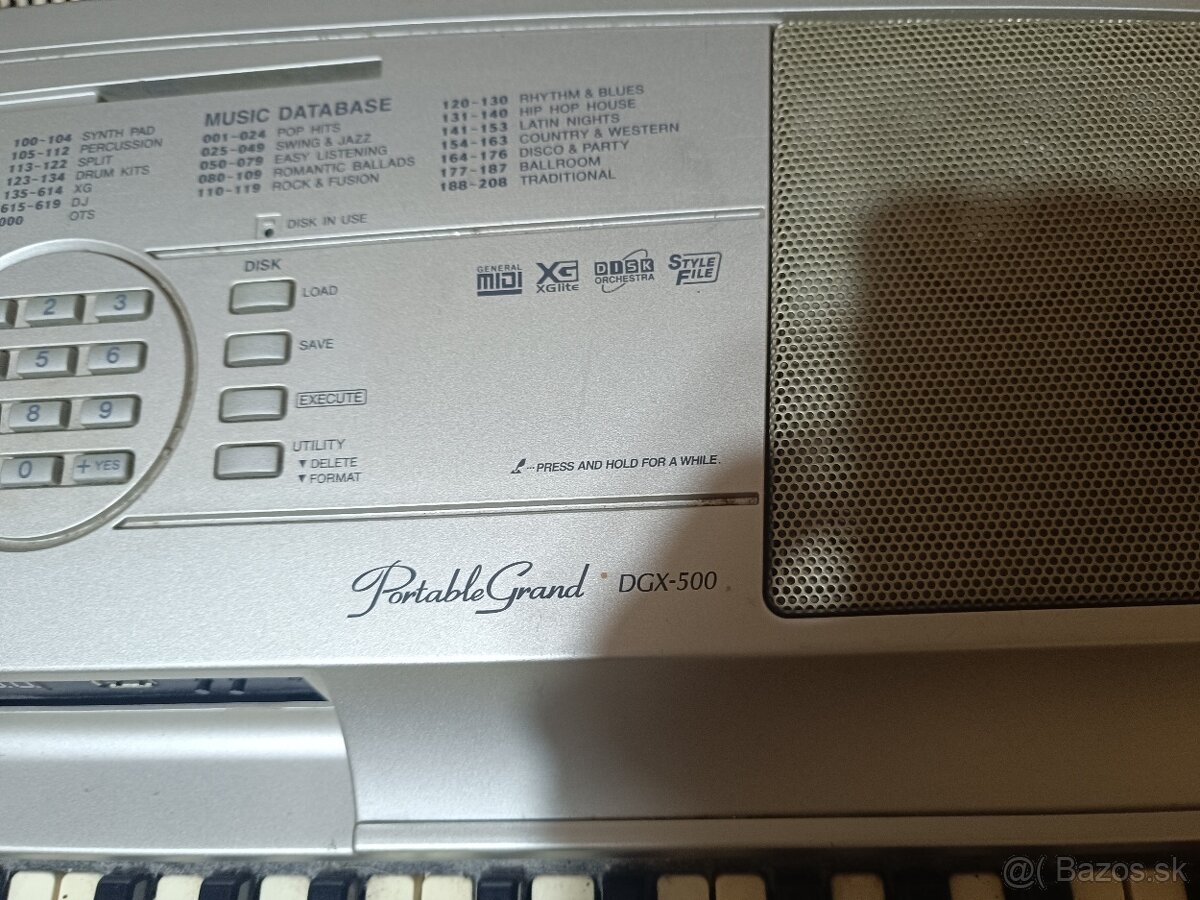 100-104 SYNTH PAD
105-112 PERCUSSION
113-122 SPLIT
123-134 DRUM KITS
135-614 XG
615-619 DJ
000 OTS
MUSIC DATABASE
001-024 POP HITS
025-049 SWING & JAZZ
050-079 EASY LISTENING
080-109 ROMANTIC BALLADS
110-119 ROCK & FUSION
120-130 RHYTHM & BLUES
131-140 HIP HOP HOUSE
141-153 LATIN NIGHTS
154-163 COUNTRY & WESTERN
164-176 DISCO & PARTY
177-187 BALLROOM
188-208 TRADITIONAL
DISK IN USE
DISK
LOAD
SAVE
EXECUTE
UTILITY
▼ DELETE
▼ FORMAT
2 3
5 6
8 9
0 + YES
GENERAL
MIDI
XG
XGlite
DISK
ORCHESTRA
STYLE
FILE
···PRESS AND HOLD FOR A WHILE.
Portable Grand DGX-500
@( Bazos.sk